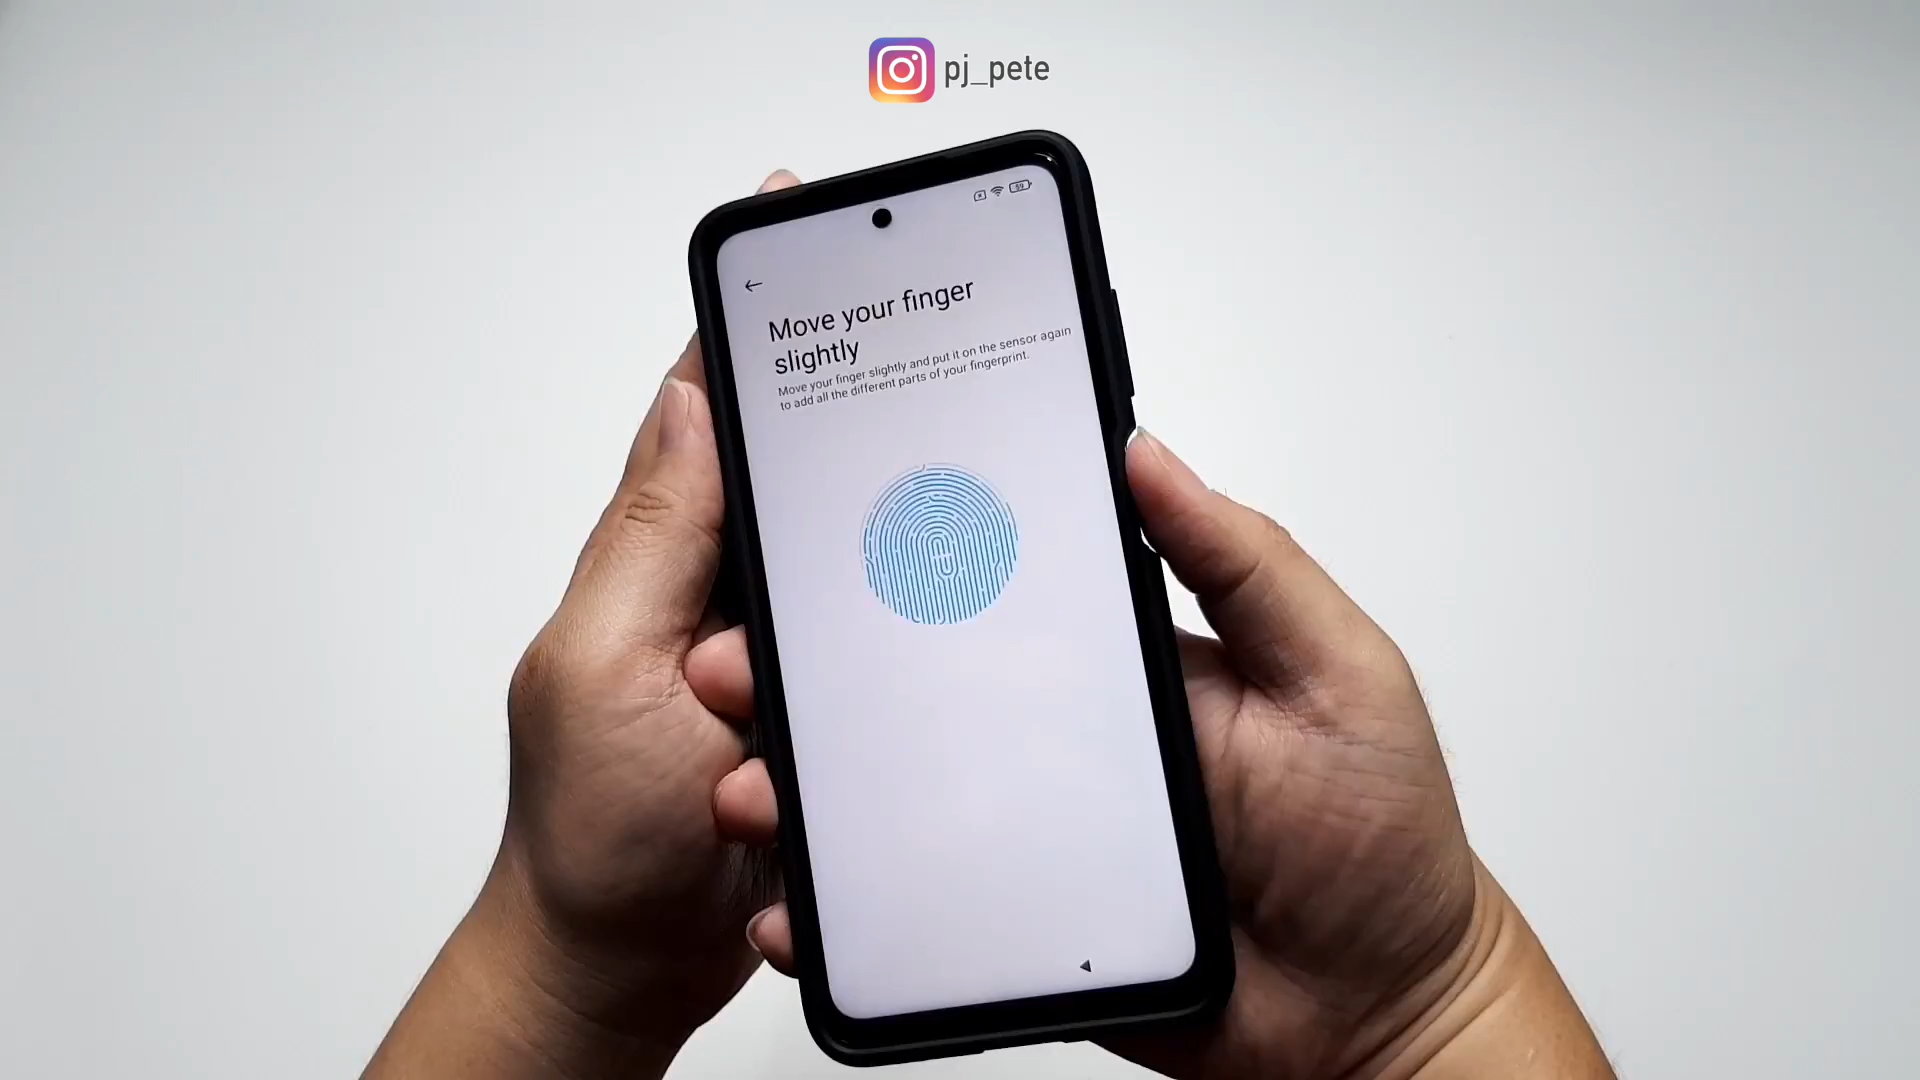 pj_pete
59
Move your finger
slightly
Move your finger slightly and put it on the sensor again
to add all the different parts of your fingerprint.